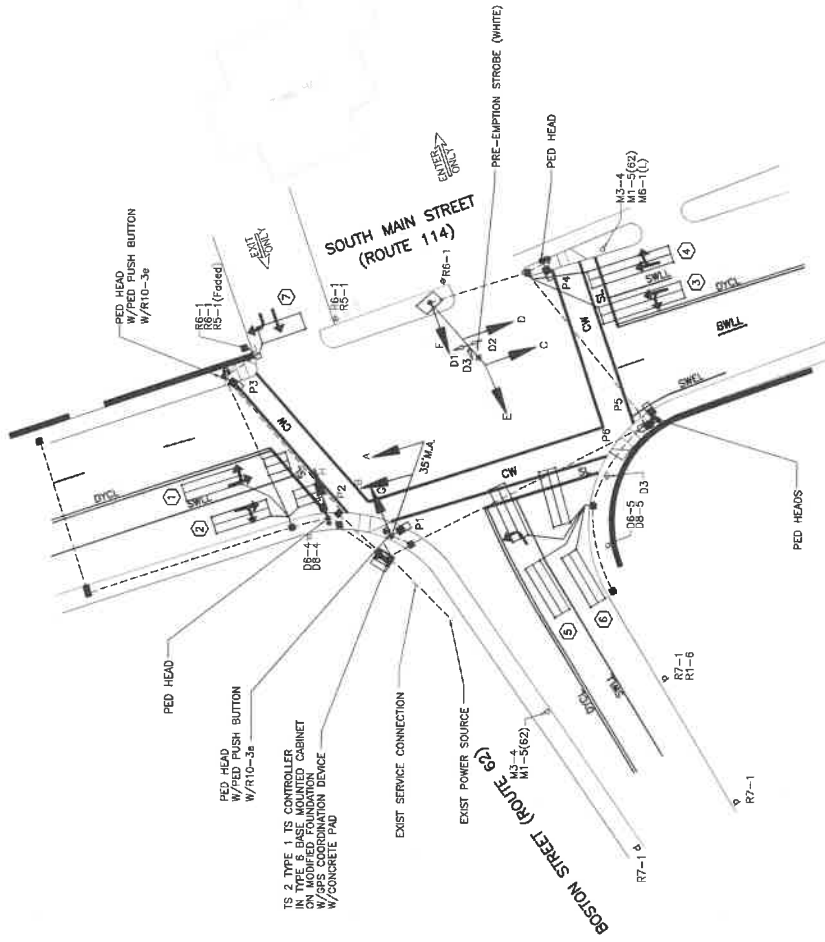 PED HEAD
W/PED PUSH BUTTON
W/R10-3e
R6-1
R6-1
R5-1(Faded)
EXIT
ONLY
R6-1
R5-1
SOUTH MAIN STREET
(ROUTE 114)
ENTER
ONLY
PRE-EMPTION STROBE (WHITE)
PED HEAD
M3-4
M1-5(62)
M6-1(L)
R6-1
7
P3
CW
DYCL
1
SWLL
2
F
D1
D3
D2
D
C
E
A
35'M.A.
P2
P1
P4
SL
CW
SWLL
4
3
DYCL
BWLL
P5
P6
SWEL
CW
SL
D3
D6-5
D8-5
PED HEADS
D6-4
D8-4
PED HEAD
PED HEAD
W/PED PUSH BUTTON
W/R10-3e
TS 2 TYPE 1 TS CONTROLLER
IN TYPE 6 BASE MOUNTED CABINET
ON MODIFIED FOUNDATION
W/GPS COORDINATION DEVICE
W/CONCRETE PAD
EXIST SERVICE CONNECTION
EXIST POWER SOURCE
5
6
DYCL
SWLL
R7-1
R1-6
M3-4
M1-5(62)
BOSTON STREET (ROUTE 62)
R7-1
R7-1